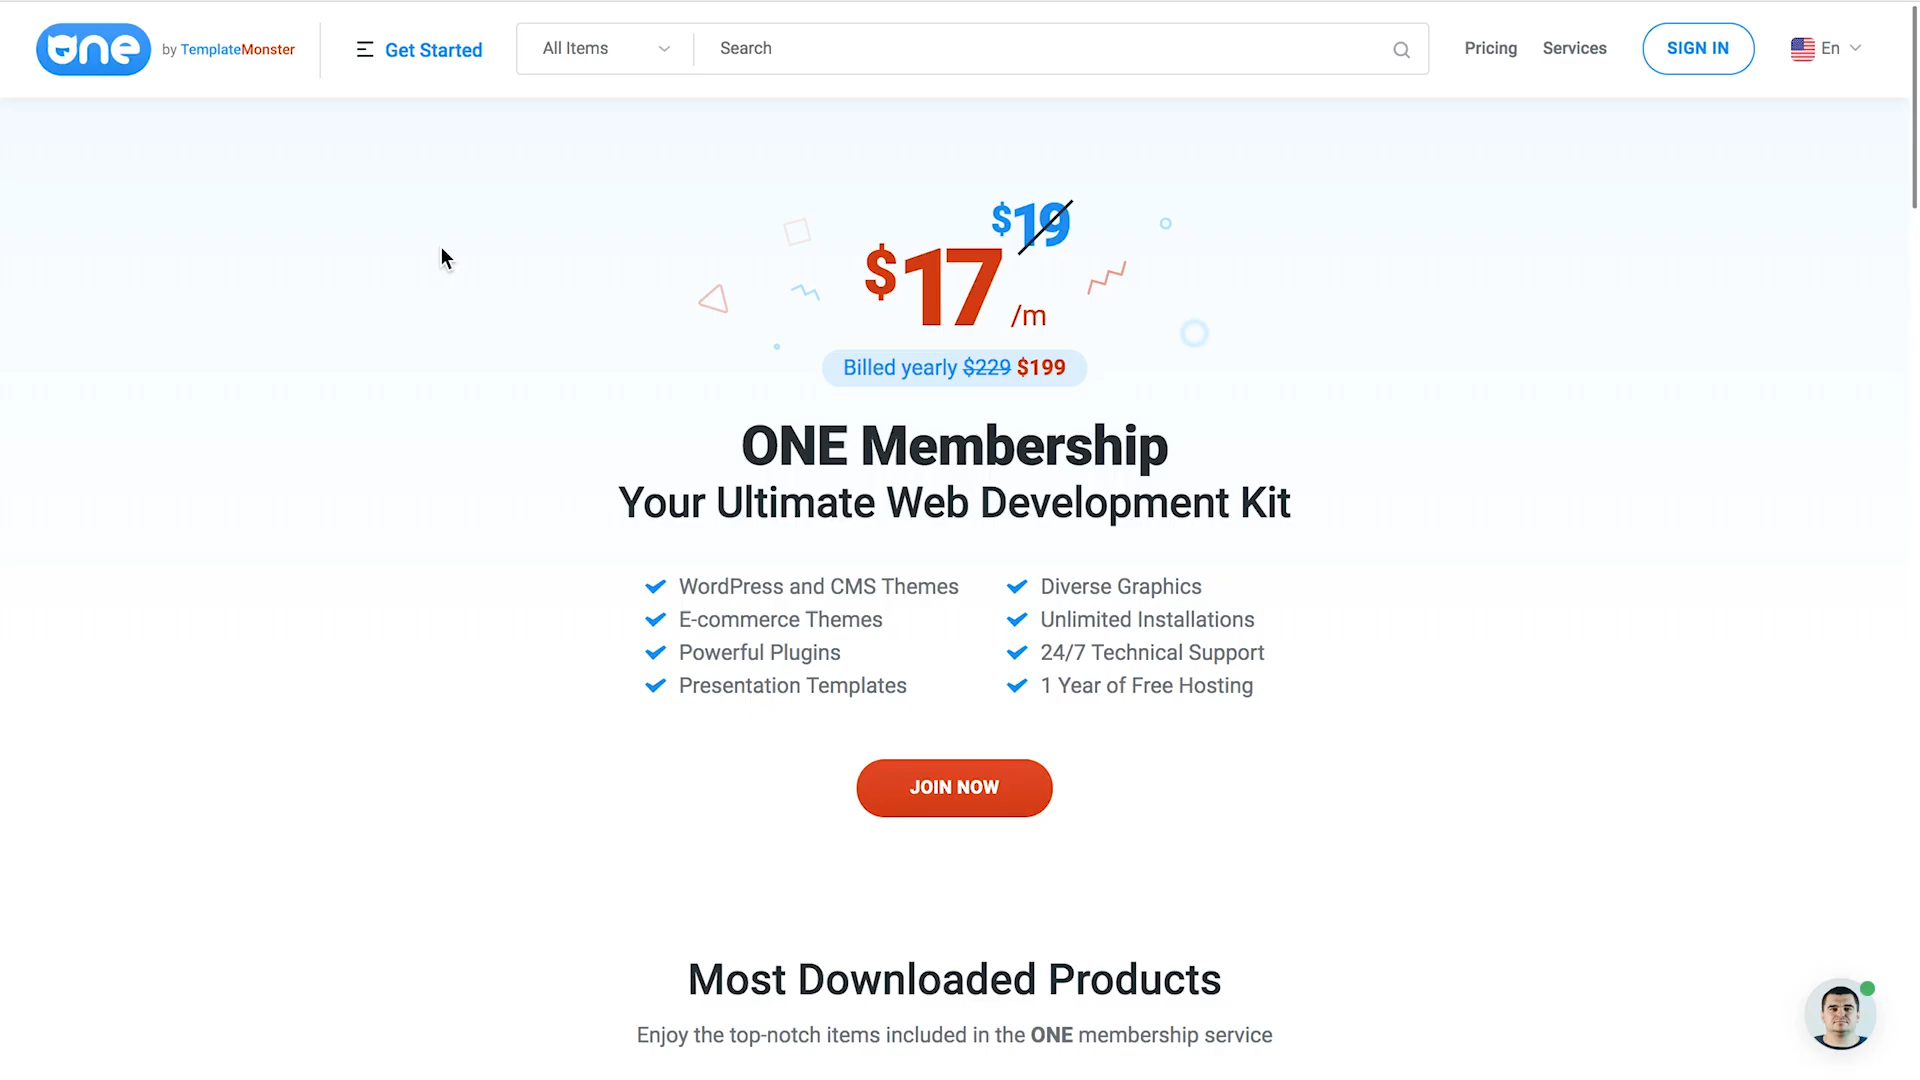 one by TemplateMonster
Get Started
All Items
Search
Pricing
Services
SIGN IN
En
$19
$17 /m
Billed yearly $229 $199
ONE Membership
Your Ultimate Web Development Kit
WordPress and CMS Themes
E-commerce Themes
Powerful Plugins
Presentation Templates
Diverse Graphics
Unlimited Installations
24/7 Technical Support
1 Year of Free Hosting
JOIN NOW
Most Downloaded Products
Enjoy the top-notch items included in the ONE membership service